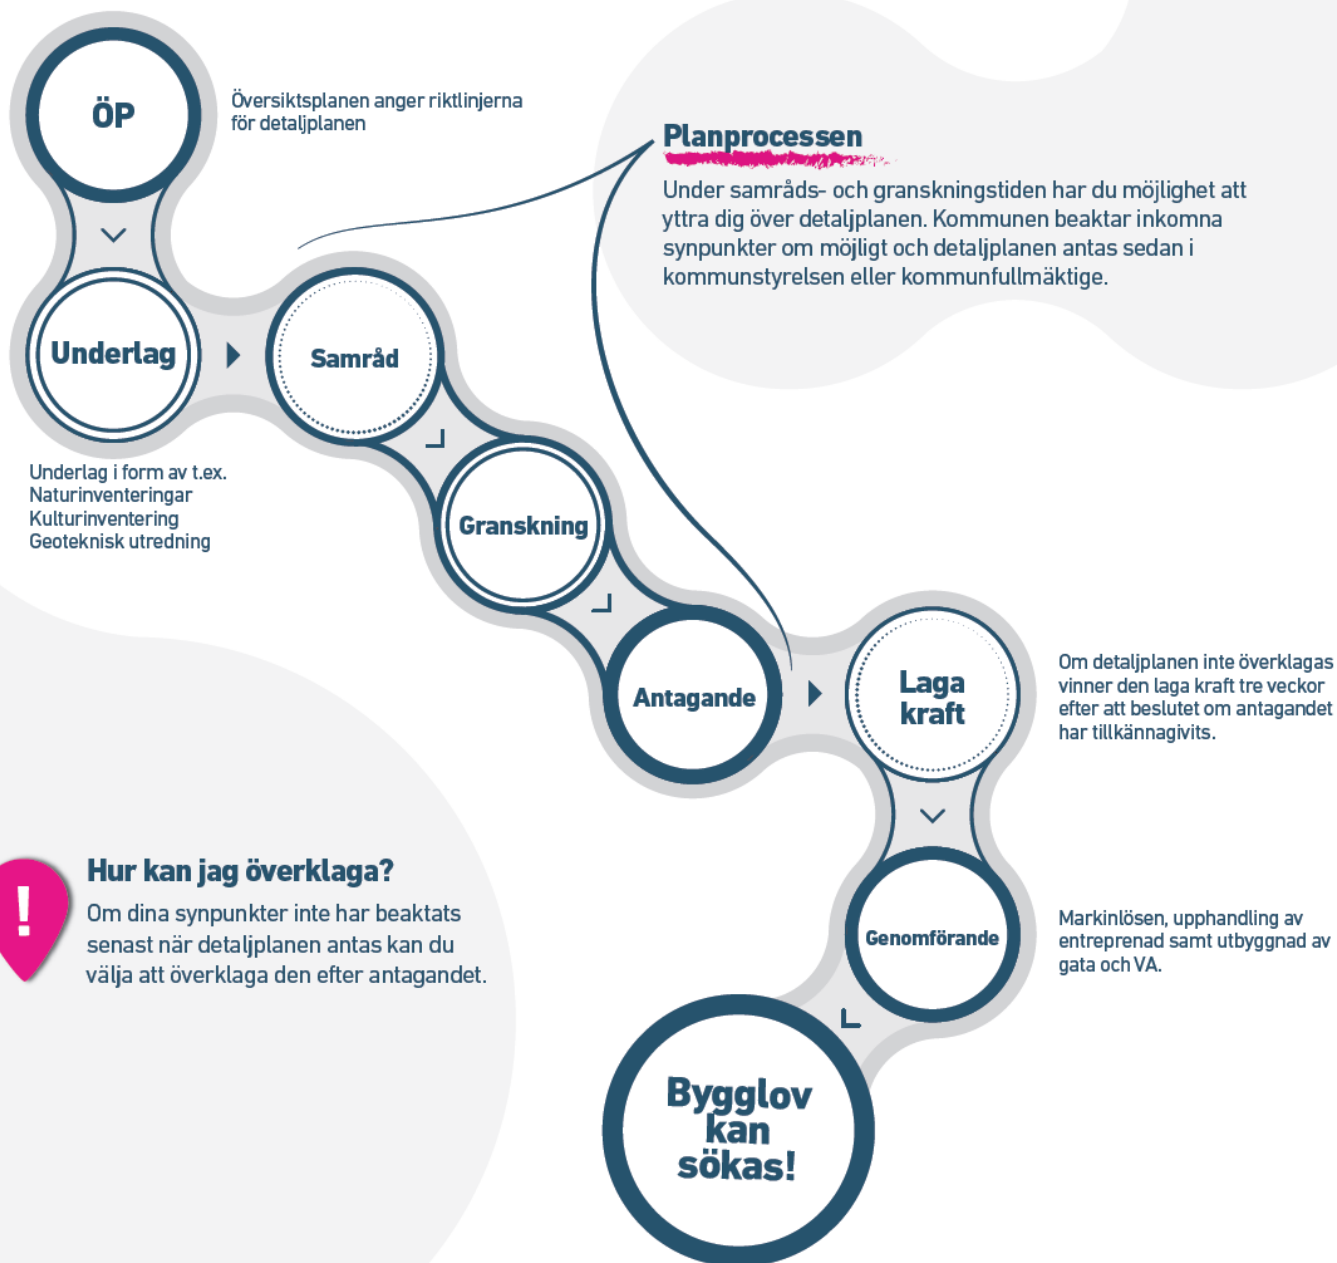 ÖP
Översiktsplanen anger riktlinjerna
för detaljplanen
Planprocessen
Under samråds- och granskningstiden har du möjlighet att
yttra dig över detaljplanen. Kommunen beaktar inkomna
synpunkter om möjligt och detaljplanen antas sedan i
kommunstyrelsen eller kommunfullmäktige.
Underlag
Samråd
Underlag i form av t.ex.
Naturinventeringar
Kulturinventering
Geoteknisk utredning
Granskning
Antagande
Laga
kraft
Om detaljplanen inte överklagas
vinner den laga kraft tre veckor
efter att beslutet om antagandet
har tillkännagivits.
!
Hur kan jag överklaga?
Om dina synpunkter inte har beaktats
senast när detaljplanen antas kan du
välja att överklaga den efter antagandet.
Genomförande
Markinlösen, upphandling av
entreprenad samt utbyggnad av
gata och VA.
Bygglov
kan
sökas!